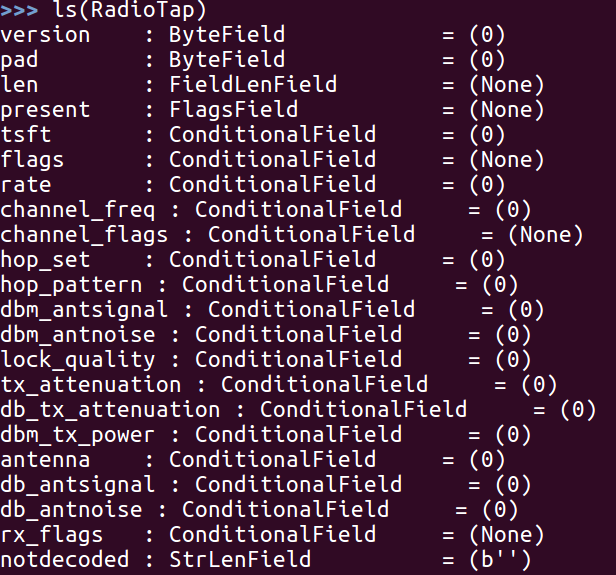 >>> ls(RadioTap)
version    : ByteField                = (0)
pad        : ByteField                = (0)
len        : FieldLenField            = (None)
present    : FlagsField               = (None)
tsft       : ConditionalField         = (0)
flags      : ConditionalField         = (None)
rate       : ConditionalField         = (0)
channel_freq : ConditionalField         = (0)
channel_flags : ConditionalField         = (None)
hop_set    : ConditionalField         = (0)
hop_pattern : ConditionalField         = (0)
dbm_antsignal : ConditionalField         = (0)
dbm_antnoise : ConditionalField         = (0)
lock_quality : ConditionalField         = (0)
tx_attenuation : ConditionalField         = (0)
db_tx_attenuation : ConditionalField         = (0)
dbm_tx_power : ConditionalField         = (0)
antenna    : ConditionalField         = (0)
db_antsignal : ConditionalField         = (0)
db_antnoise : ConditionalField         = (0)
rx_flags   : ConditionalField         = (None)
notdecoded : StrLenField              = (b'')